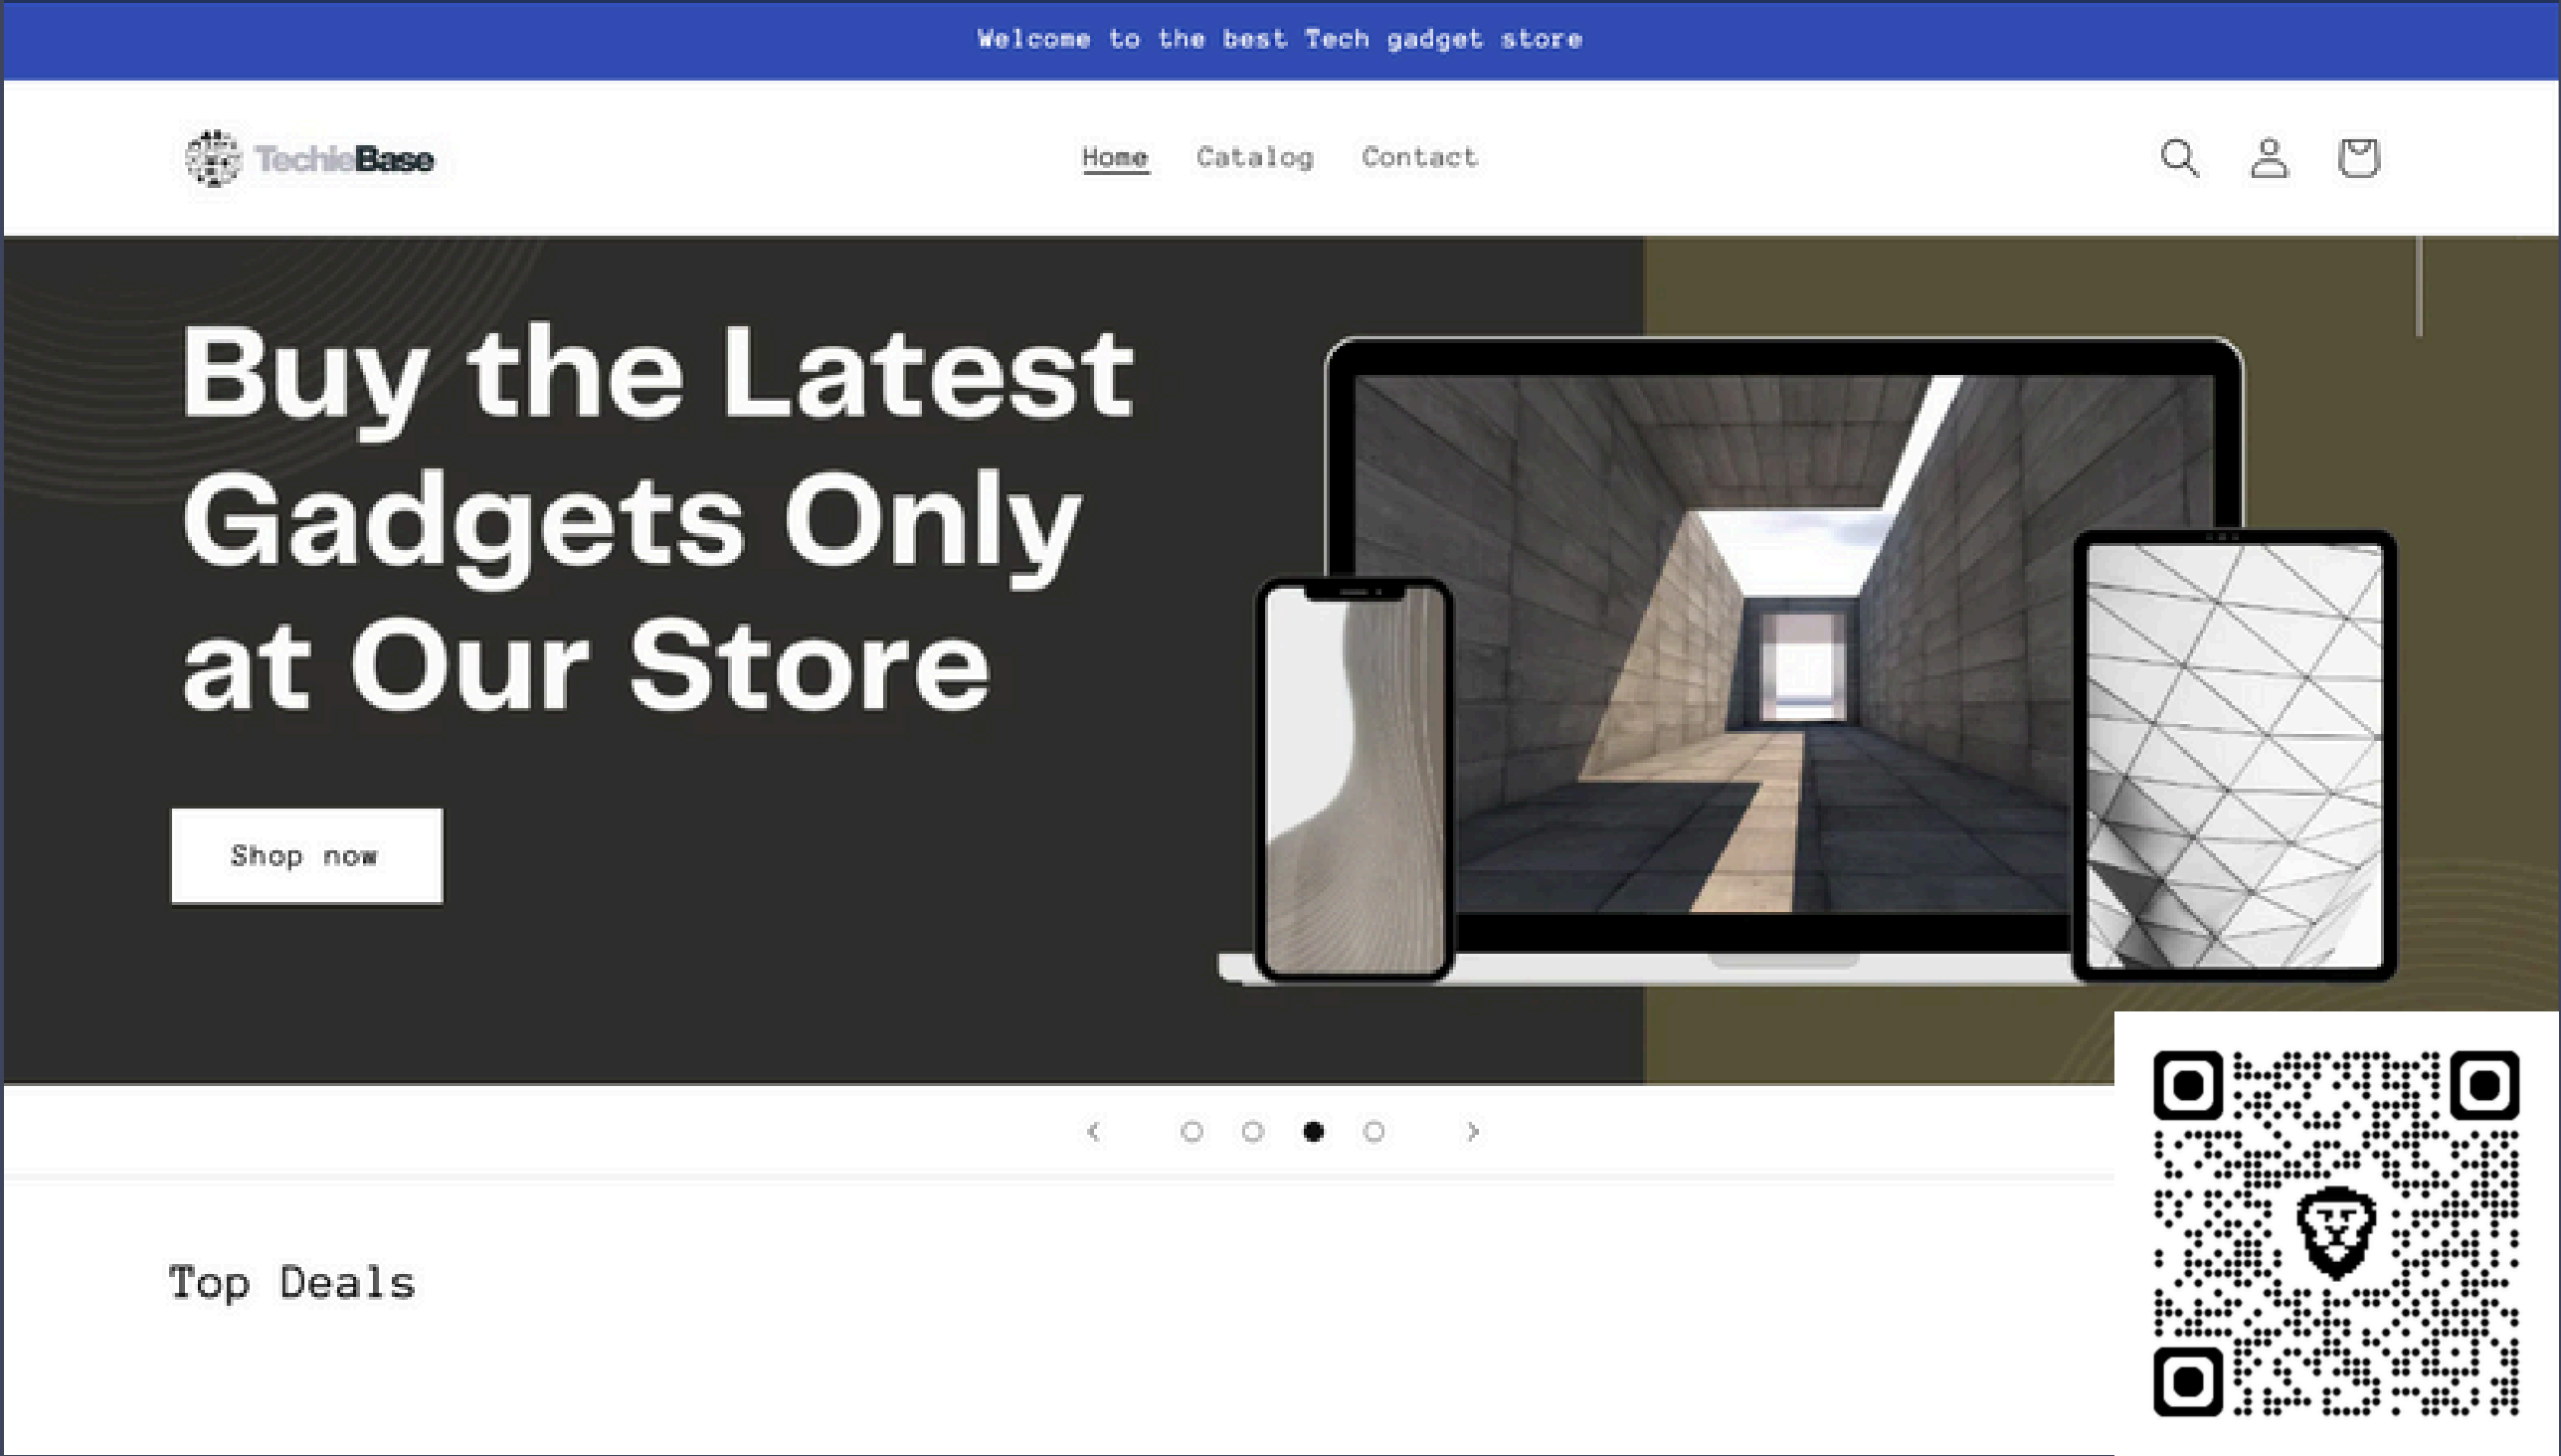 Welcome to the best Tech gadget store
TechieBase
Home Catalog Contact
Buy the Latest
Gadgets Only
at Our Store
Shop now
Top Deals